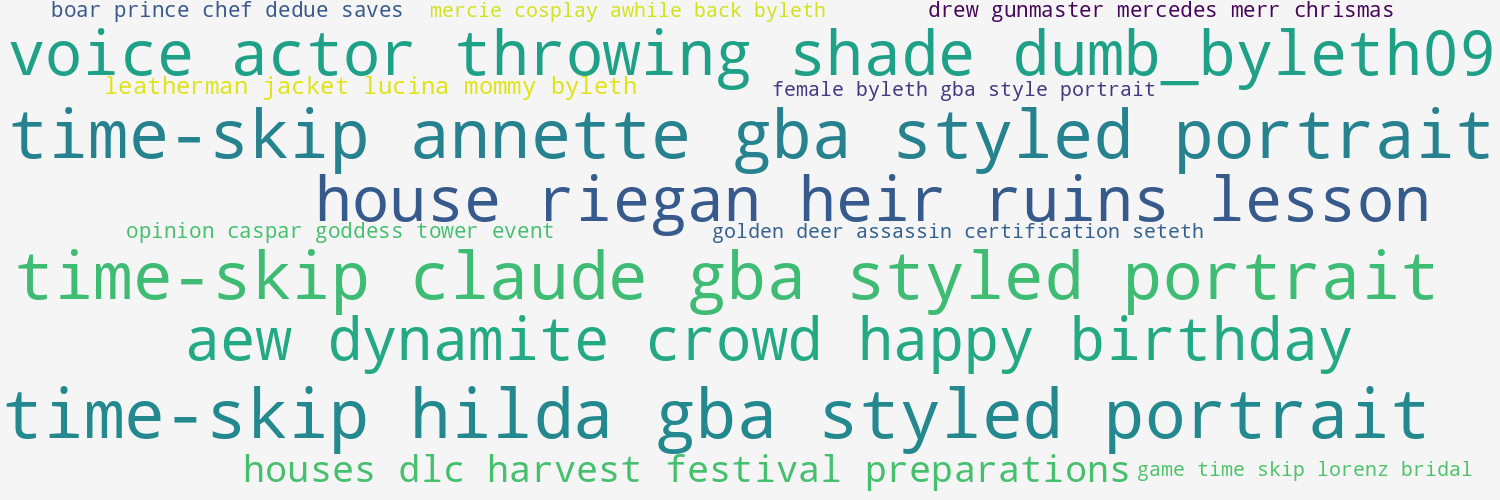 boar prince chef dedue saves
mercie cosplay awhile back byleth
drew gunmaster mercedes merr chrismas
voice actor throwing shade dumb_byleth09
leatherman jacket lucina mommy byleth
female byleth gba style portrait
time-skip annette gba styled portrait
house riegan heir ruins lesson
opinion caspar goddess tower event
golden deer assassin certification seteth
time-skip claude gba styled portrait
aew dynamite crowd happy birthday
time-skip hilda gba styled portrait
houses dlc harvest festival preparations
game time skip lorenz bridal